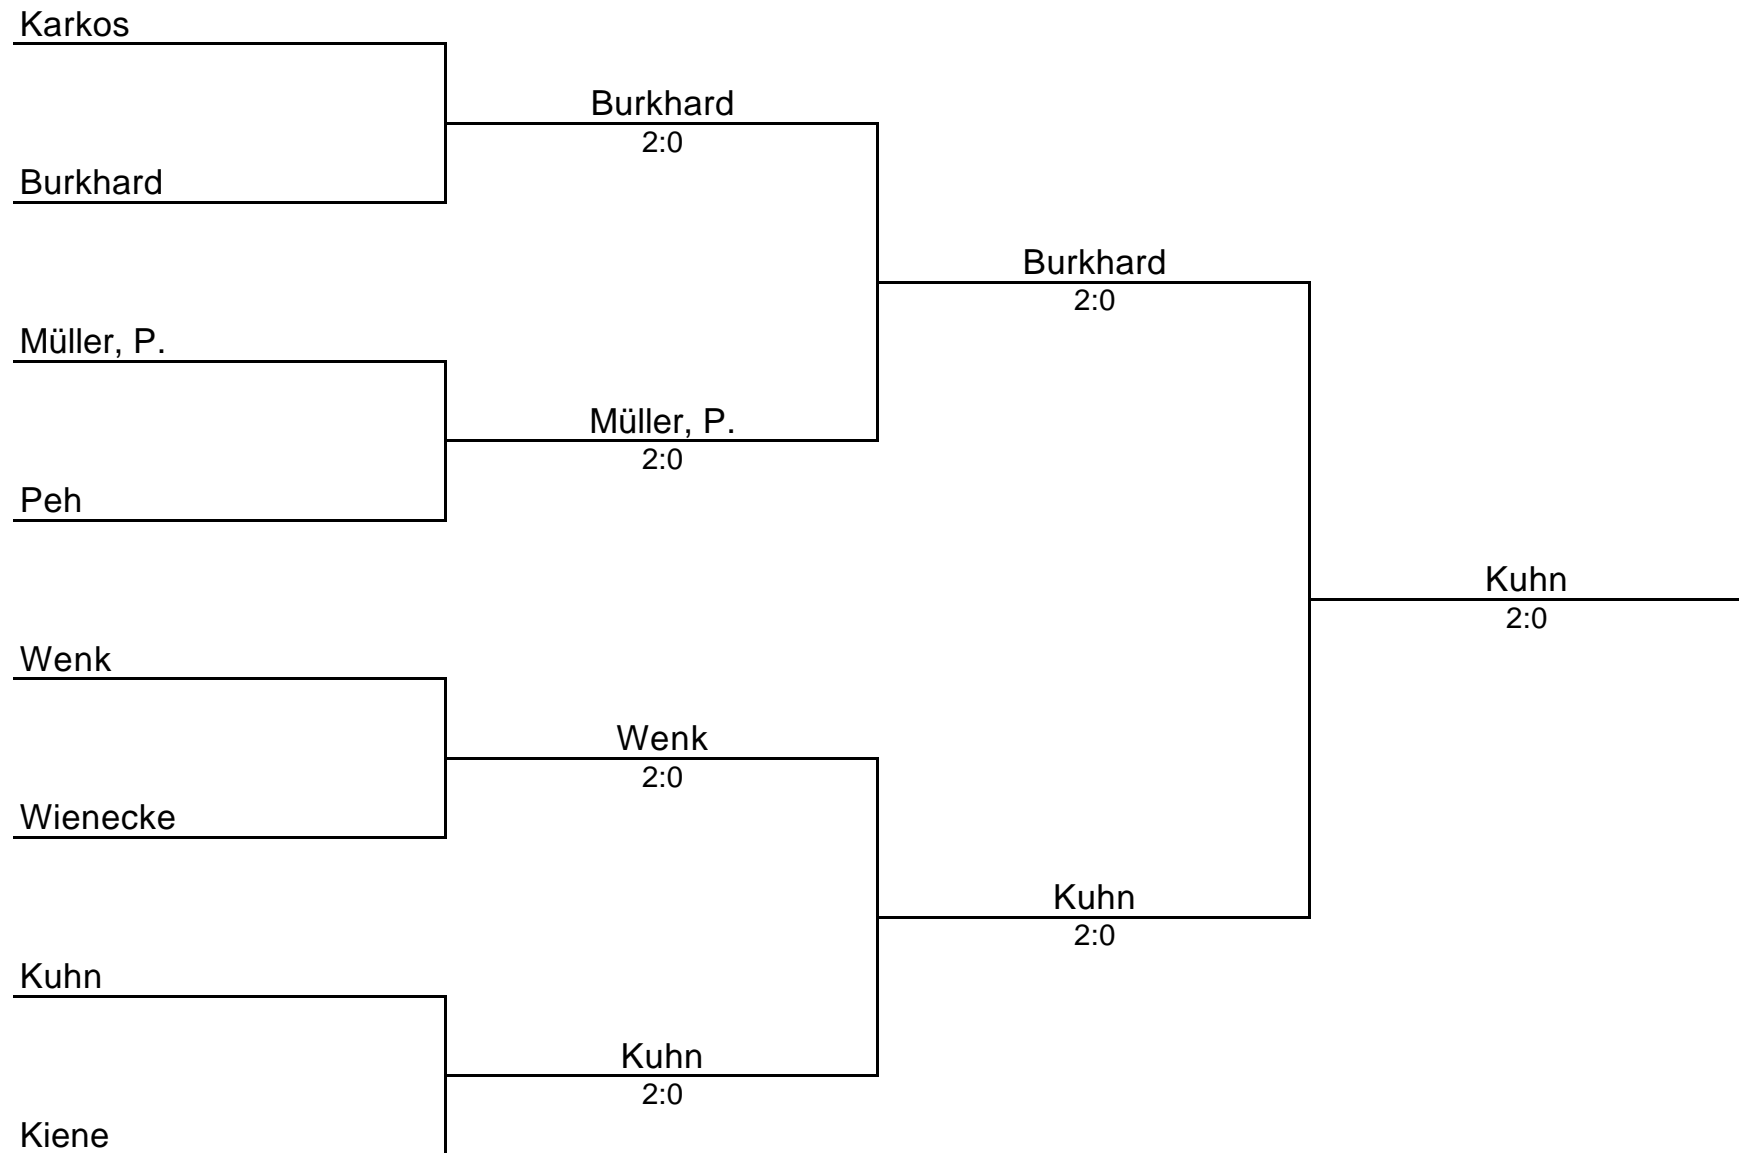 Karkos
Burkhard
2:0
Burkhard
Burkhard
2:0
Müller, P.
Müller, P.
2:0
Peh
Kuhn
2:0
Wenk
Wenk
2:0
Wienecke
Kuhn
2:0
Kuhn
Kuhn
2:0
Kiene